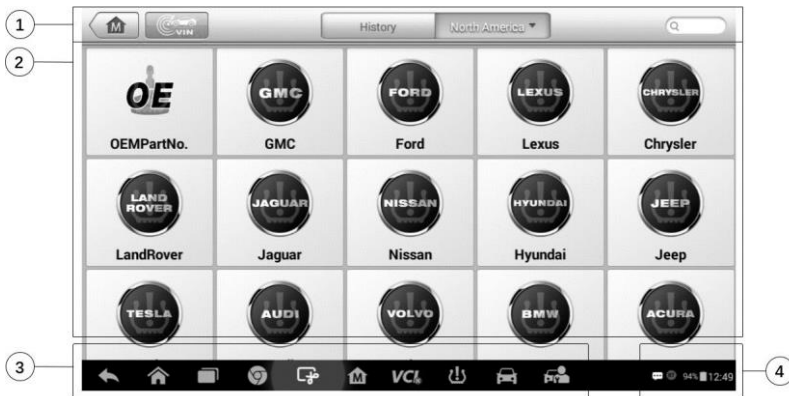 1
M
VIN
History
North America
2
OE
GMC
FORD
LEXUS
CHRYSLER
OEMPartNo.
GMC
Ford
Lexus
Chrysler
LAND ROVER
JAGUAR
NISSAN
HYUNDAI
JEEP
LandRover
Jaguar
Nissan
Hyundai
Jeep
TESLA
AUDI
VOLVO
BMW
ACURA
3
M
VCI
94%
12:49
4